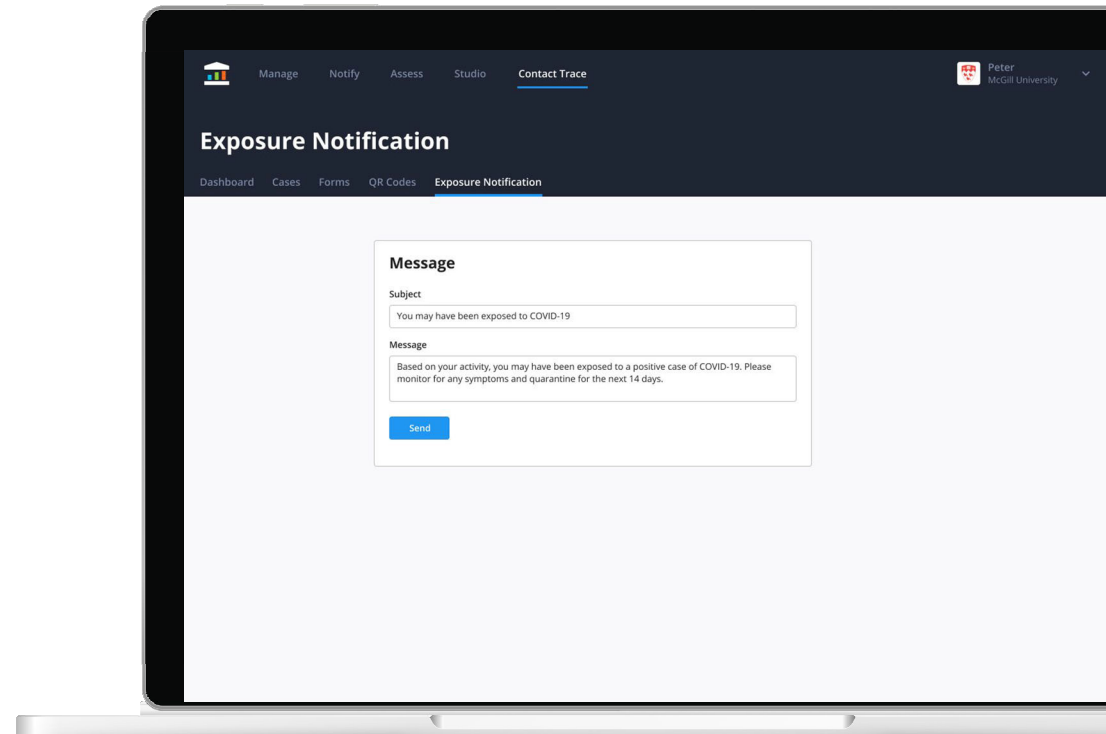 Manage Notify Assess Studio Contact Trace
Peter
McGill University
Exposure Notification
Dashboard Cases Forms QR Codes Exposure Notification
Message
Subject
You may have been exposed to COVID-19
Message
Based on your activity, you may have been exposed to a positive case of COVID-19. Please
monitor for any symptoms and quarantine for the next 14 days.
Send